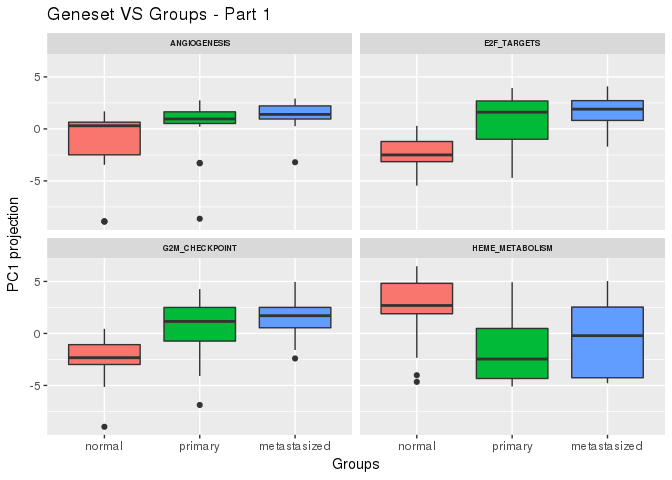 Geneset VS Groups - Part 1
ANGIOGENESIS
E2F_TARGETS
5
0
-5
G2M_CHECKPOINT
HEME_METABOLISM
5
0
-5
PC1 projection
normal primary metastasized
normal primary metastasized
Groups